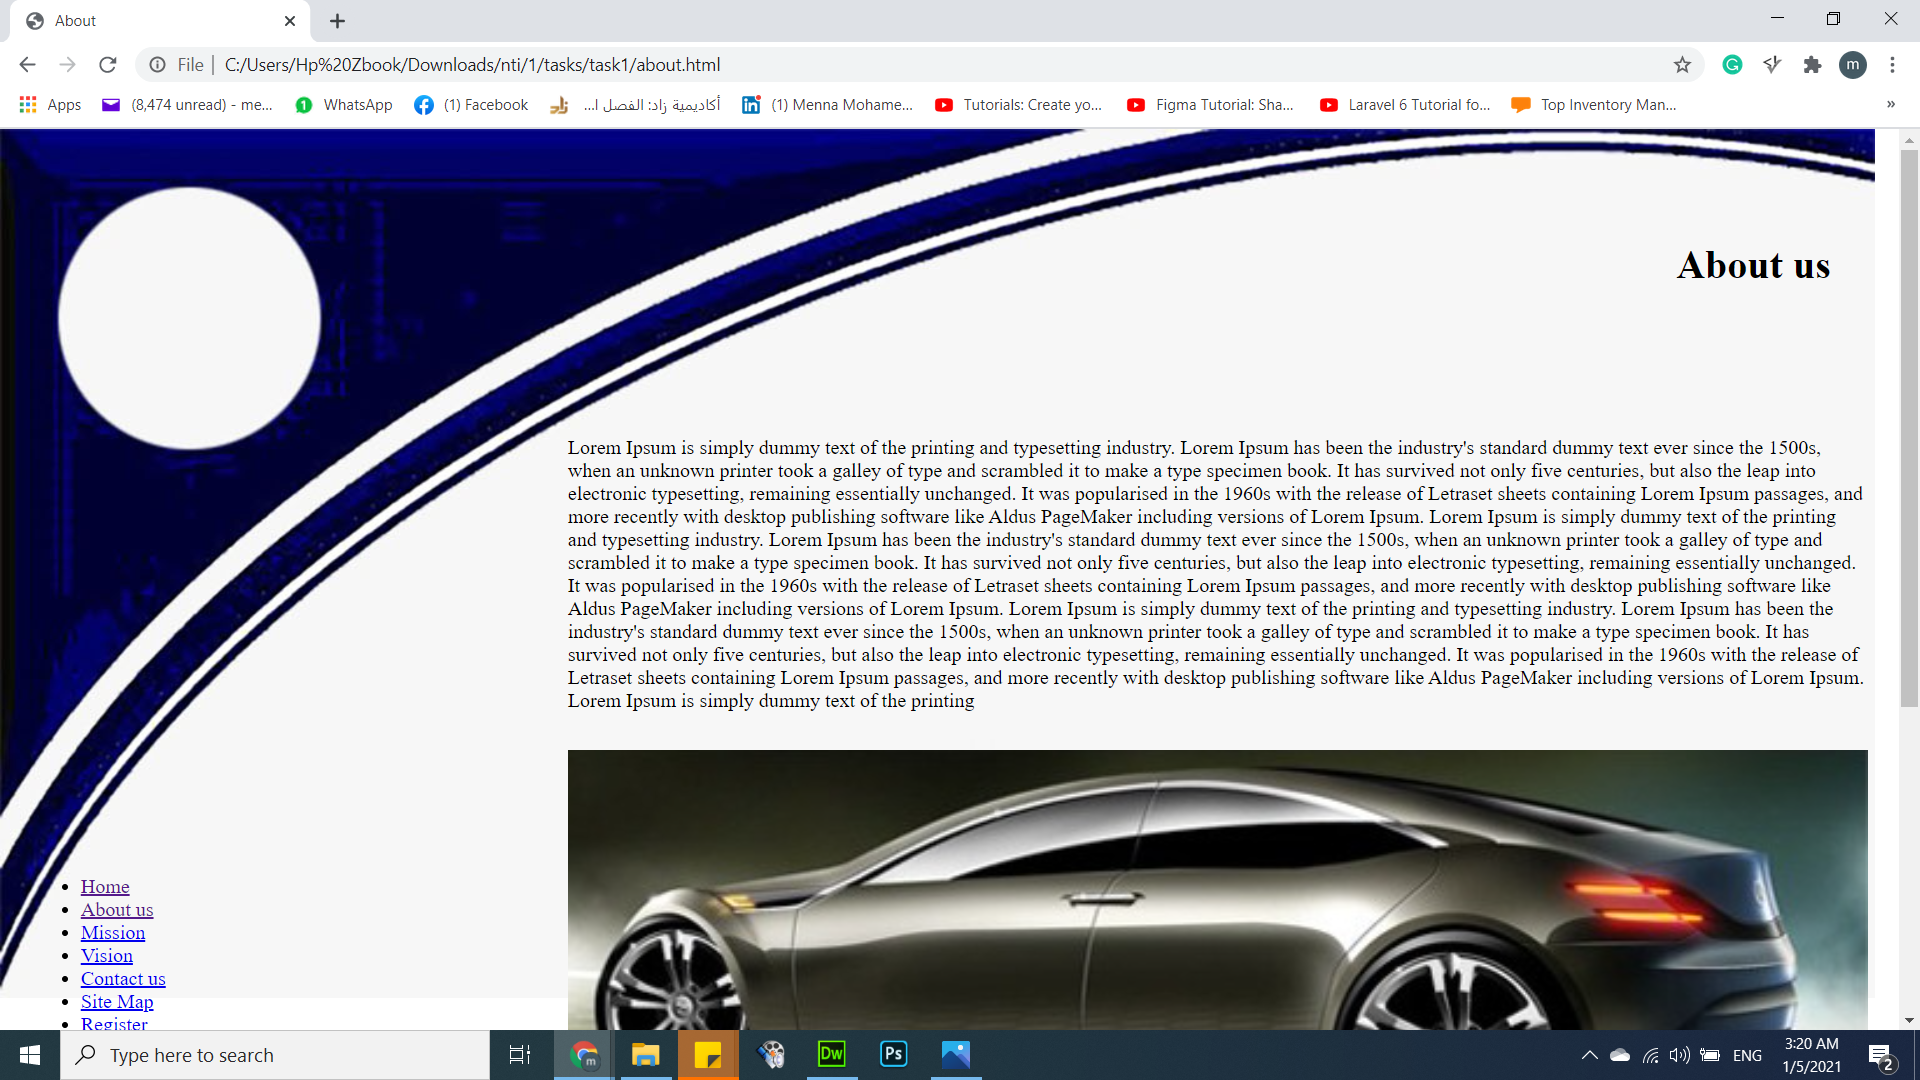 About
File | C:/Users/Hp%20Zbook/Downloads/nti/1/tasks/task1/about.html
m
Apps
(8,474 unread) - me...
1
WhatsApp
(1) Facebook
أكاديمية زاد: الفصل ا...
(1) Menna Mohame...
Tutorials: Create yo...
Figma Tutorial: Sha...
Laravel 6 Tutorial fo...
Top Inventory Man...
»
About us
Lorem Ipsum is simply dummy text of the printing and typesetting industry. Lorem Ipsum has been the industry's standard dummy text ever since the 1500s,
when an unknown printer took a galley of type and scrambled it to make a type specimen book. It has survived not only five centuries, but also the leap into
electronic typesetting, remaining essentially unchanged. It was popularised in the 1960s with the release of Letraset sheets containing Lorem Ipsum passages, and
more recently with desktop publishing software like Aldus PageMaker including versions of Lorem Ipsum. Lorem Ipsum is simply dummy text of the printing
and typesetting industry. Lorem Ipsum has been the industry's standard dummy text ever since the 1500s, when an unknown printer took a galley of type and
scrambled it to make a type specimen book. It has survived not only five centuries, but also the leap into electronic typesetting, remaining essentially unchanged.
It was popularised in the 1960s with the release of Letraset sheets containing Lorem Ipsum passages, and more recently with desktop publishing software like
Aldus PageMaker including versions of Lorem Ipsum. Lorem Ipsum is simply dummy text of the printing and typesetting industry. Lorem Ipsum has been the
industry's standard dummy text ever since the 1500s, when an unknown printer took a galley of type and scrambled it to make a type specimen book. It has
survived not only five centuries, but also the leap into electronic typesetting, remaining essentially unchanged. It was popularised in the 1960s with the release of
Letraset sheets containing Lorem Ipsum passages, and more recently with desktop publishing software like Aldus PageMaker including versions of Lorem Ipsum.
Lorem Ipsum is simply dummy text of the printing
Home
About us
Mission
Vision
Contact us
Site Map
Register
Type here to search
m
Dw
Ps
ENG
3:20 AM
1/5/2021
2